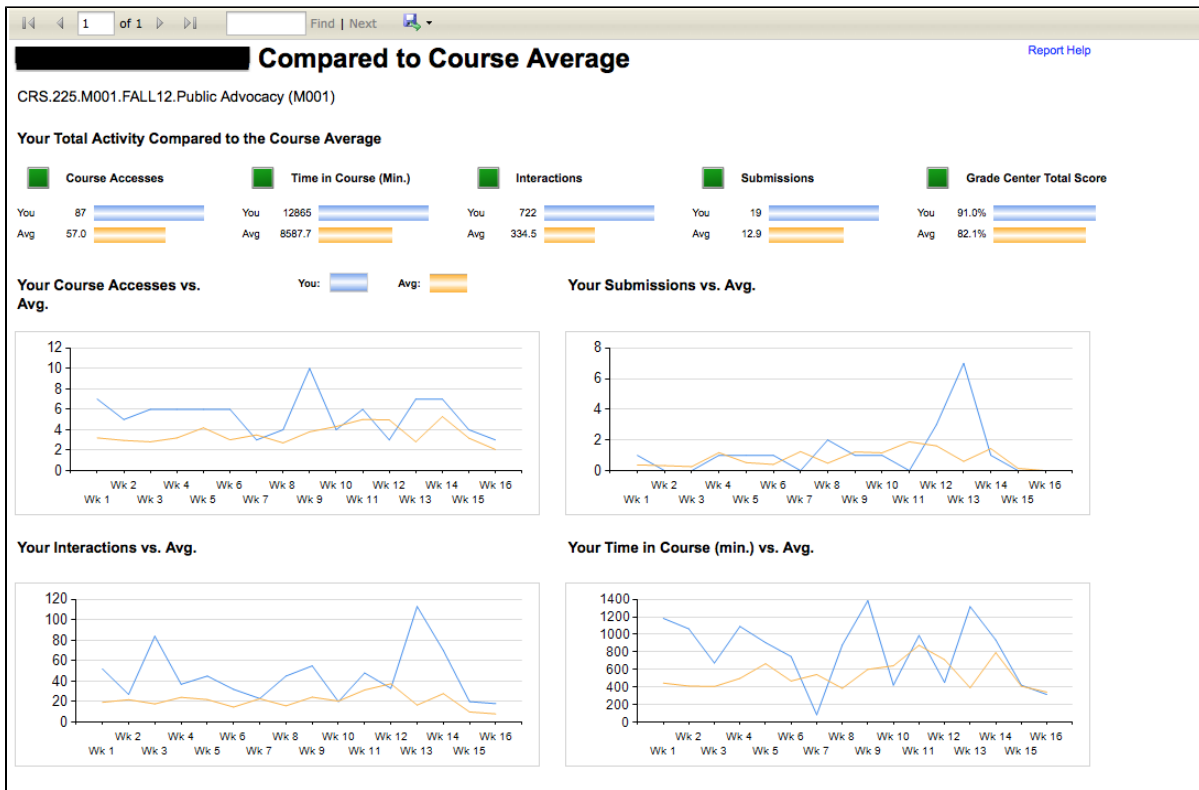 1 of 1 Find | Next
Compared to Course Average
Report Help
CRS.225.M001.FALL12.Public Advocacy (M001)
Your Total Activity Compared to the Course Average
Course Accesses
You 87
Avg 57.0
Time in Course (Min.)
You 12865
Avg 8587.7
Interactions
You 722
Avg 334.5
Submissions
You 19
Avg 12.9
Grade Center Total Score
You 91.0%
Avg 82.1%
Your Course Accesses vs.
Avg.
You: Avg:
12
10
8
6
4
2
0
Wk 2 Wk 4 Wk 6 Wk 8 Wk 10 Wk 12 Wk 14 Wk 16
Wk 1 Wk 3 Wk 5 Wk 7 Wk 9 Wk 11 Wk 13 Wk 15
Your Submissions vs. Avg.
8
6
4
2
0
Wk 2 Wk 4 Wk 6 Wk 8 Wk 10 Wk 12 Wk 14 Wk 16
Wk 1 Wk 3 Wk 5 Wk 7 Wk 9 Wk 11 Wk 13 Wk 15
Your Interactions vs. Avg.
120
100
80
60
40
20
0
Wk 2 Wk 4 Wk 6 Wk 8 Wk 10 Wk 12 Wk 14 Wk 16
Wk 1 Wk 3 Wk 5 Wk 7 Wk 9 Wk 11 Wk 13 Wk 15
Your Time in Course (min.) vs. Avg.
1400
1200
1000
800
600
400
200
0
Wk 2 Wk 4 Wk 6 Wk 8 Wk 10 Wk 12 Wk 14 Wk 16
Wk 1 Wk 3 Wk 5 Wk 7 Wk 9 Wk 11 Wk 13 Wk 15